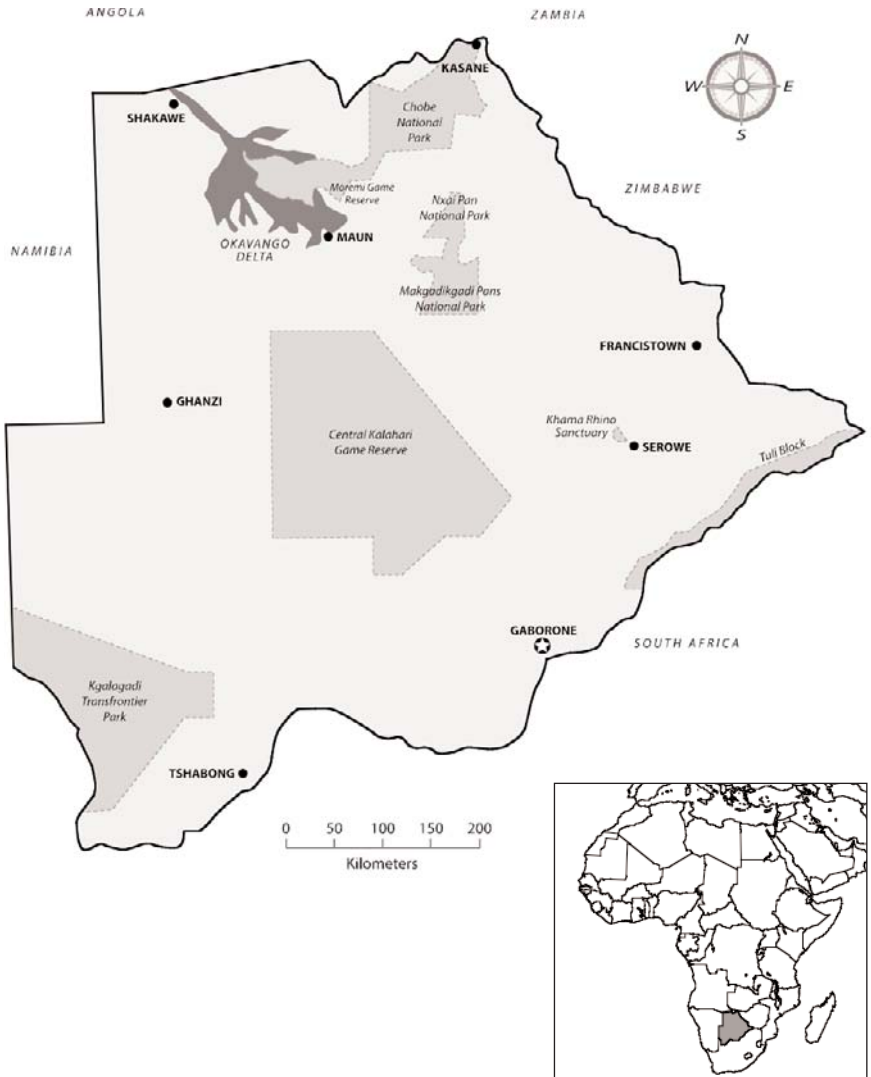 ANGOLA
ZAMBIA
N
W
E
S
KASANE
SHAKAWE
Chobe
National
Park
Moremi Game
Reserve
Nxai Pan
National Park
ZIMBABWE
NAMIBIA
OKAVANGO
DELTA
MAUN
Makgadikgadi Pans
National Park
FRANCISTOWN
GHANZI
Central Kalahari
Game Reserve
Khama Rhino
Sanctuary
SEROWE
Tuli Block
GABORONE
SOUTH AFRICA
Kgalagadi
Transfrontier
Park
TSHABONG
0 50 100 150 200
Kilometers